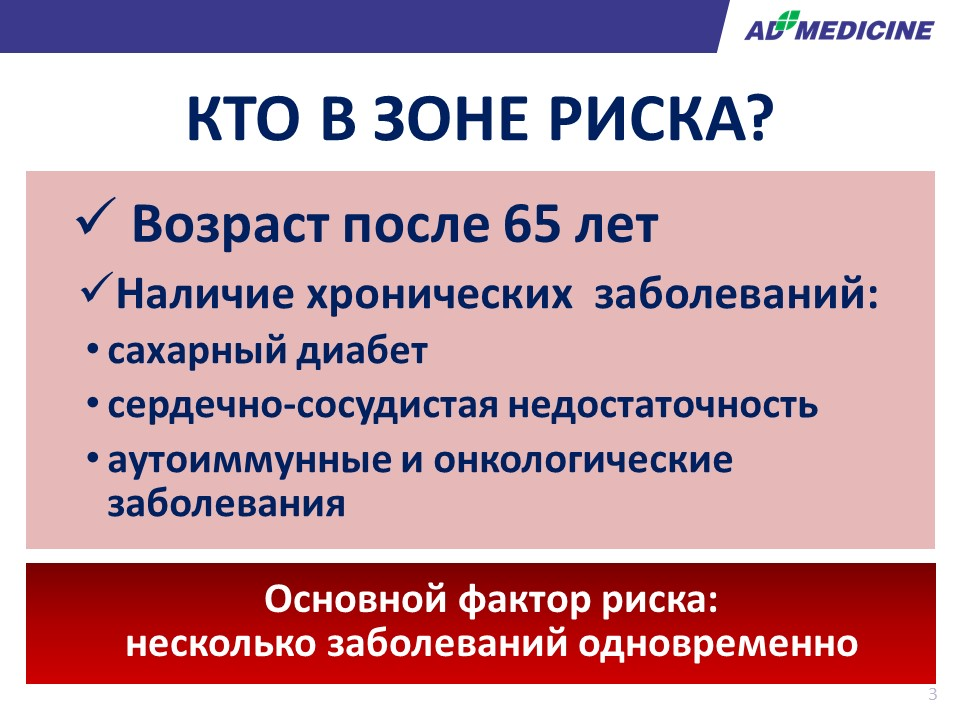 AD MEDICINE
КТО В ЗОНЕ РИСКА?
✓ Возраст после 65 лет
✓Наличие хронических заболеваний:
• сахарный диабет
• сердечно-сосудистая недостаточность
• аутоиммунные и онкологические
заболевания
Основной фактор риска:
несколько заболеваний одновременно
3